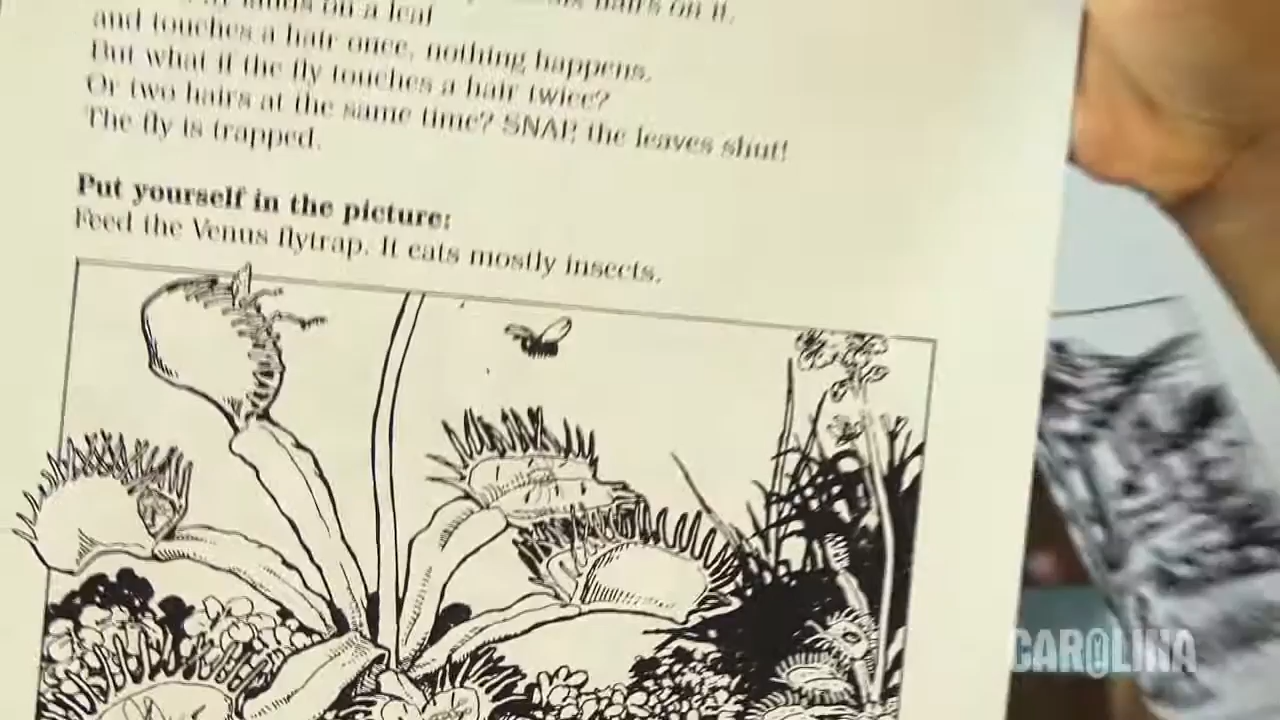 on a leaf
and touches a hair once, nothing happens.
But what if the fly touches a hair twice?
Or two hairs at the same time? SNAP, the leaves shut!
The fly is trapped.
Put yourself in the picture:
Feed the Venus flytrap. It eats mostly insects.
CAROLINA